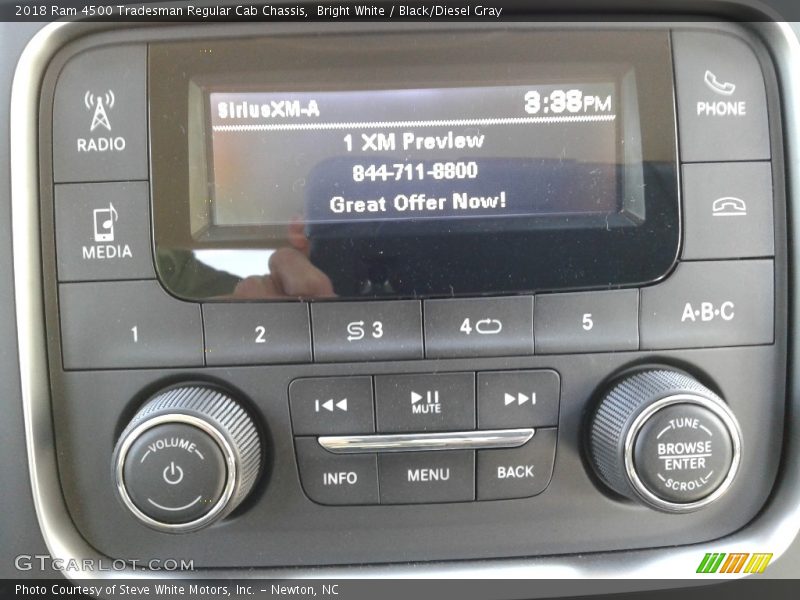 2018 Ram 4500 Tradesman Regular Cab Chassis,  Bright White / Black/Diesel Gray
SiriusXM-A 3:38PM
1 XM Preview
844-711-8800
Great Offer Now!
RADIO
PHONE
MEDIA
1 2 3 4 5 A·B·C
MUTE
VOLUME
INFO MENU BACK
TUNE
BROWSE
ENTER
SCROLL
GTCARLOT.COM
Photo Courtesy of Steve White Motors, Inc. – Newton, NC